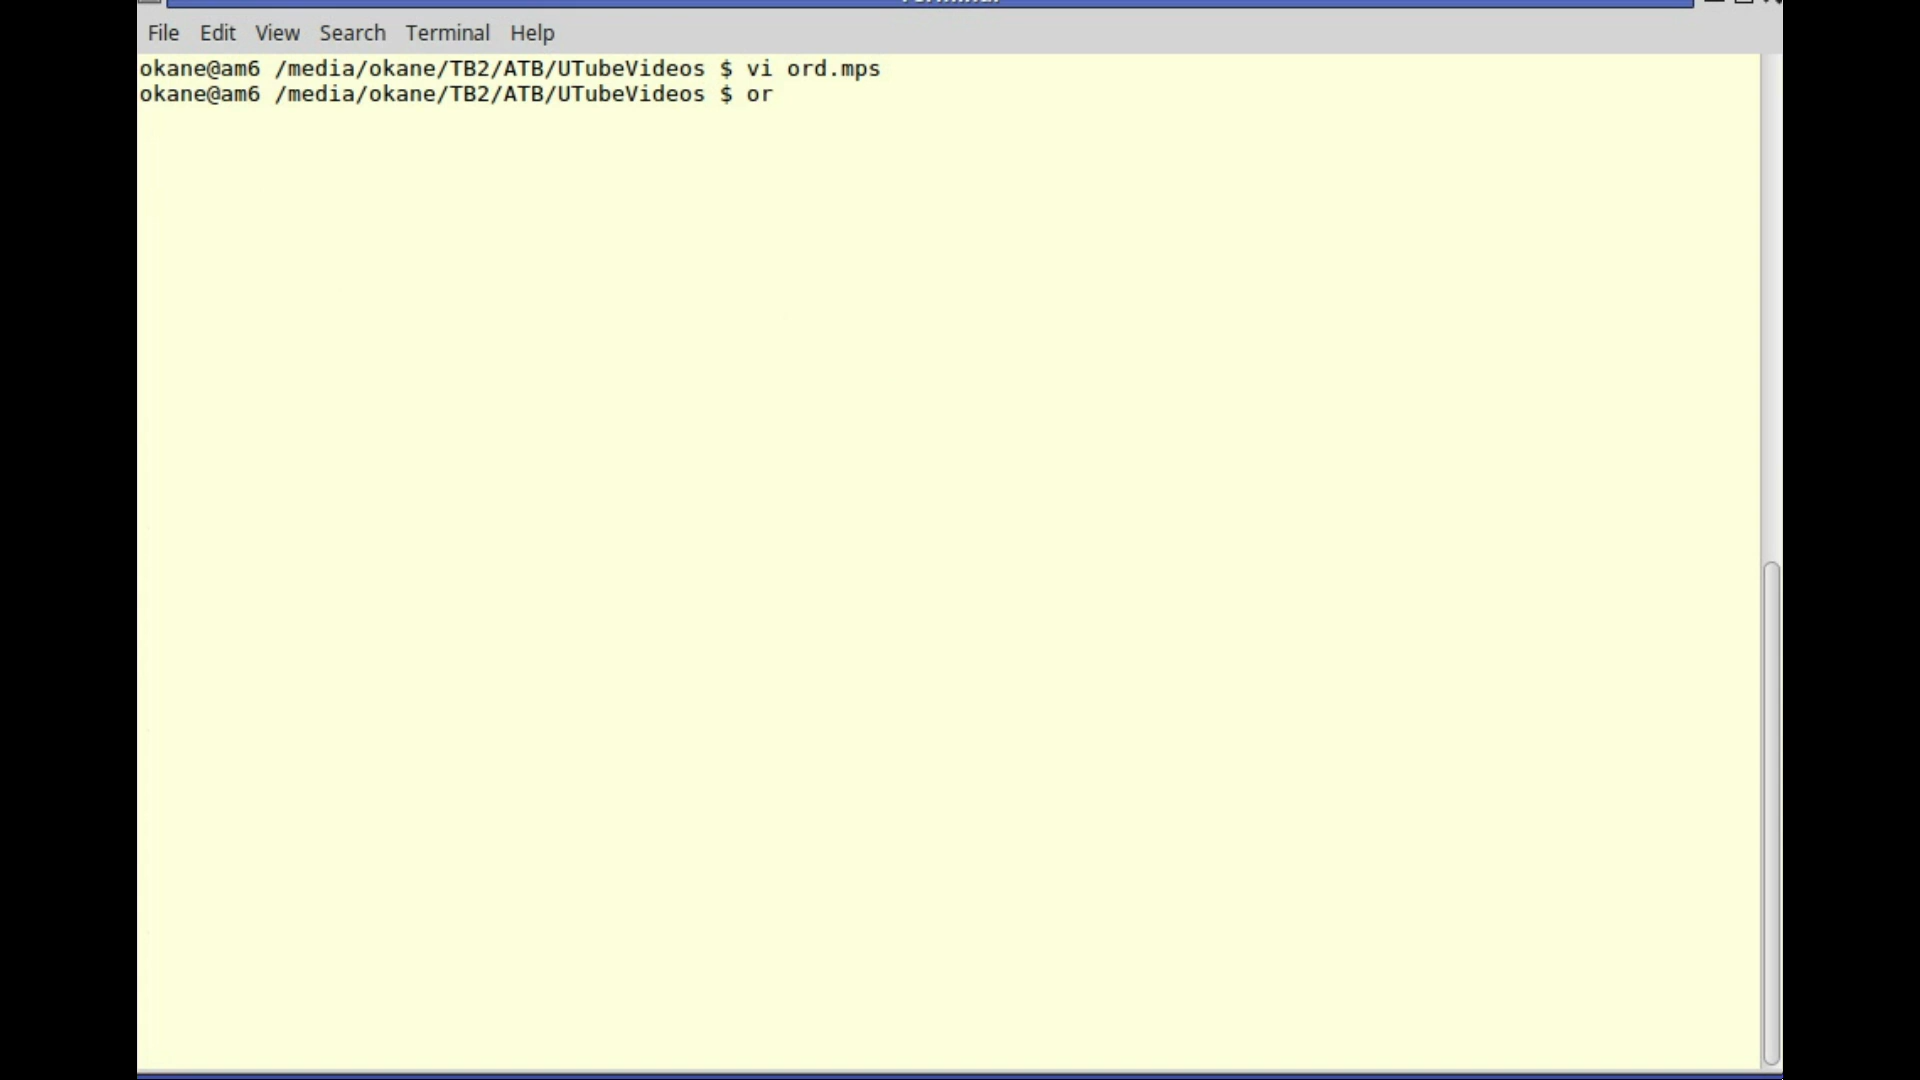 File Edit View Search Terminal Help
okane@am6 /media/okane/TB2/ATB/UTubeVideos $ vi ord.mps
okane@am6 /media/okane/TB2/ATB/UTubeVideos $ or